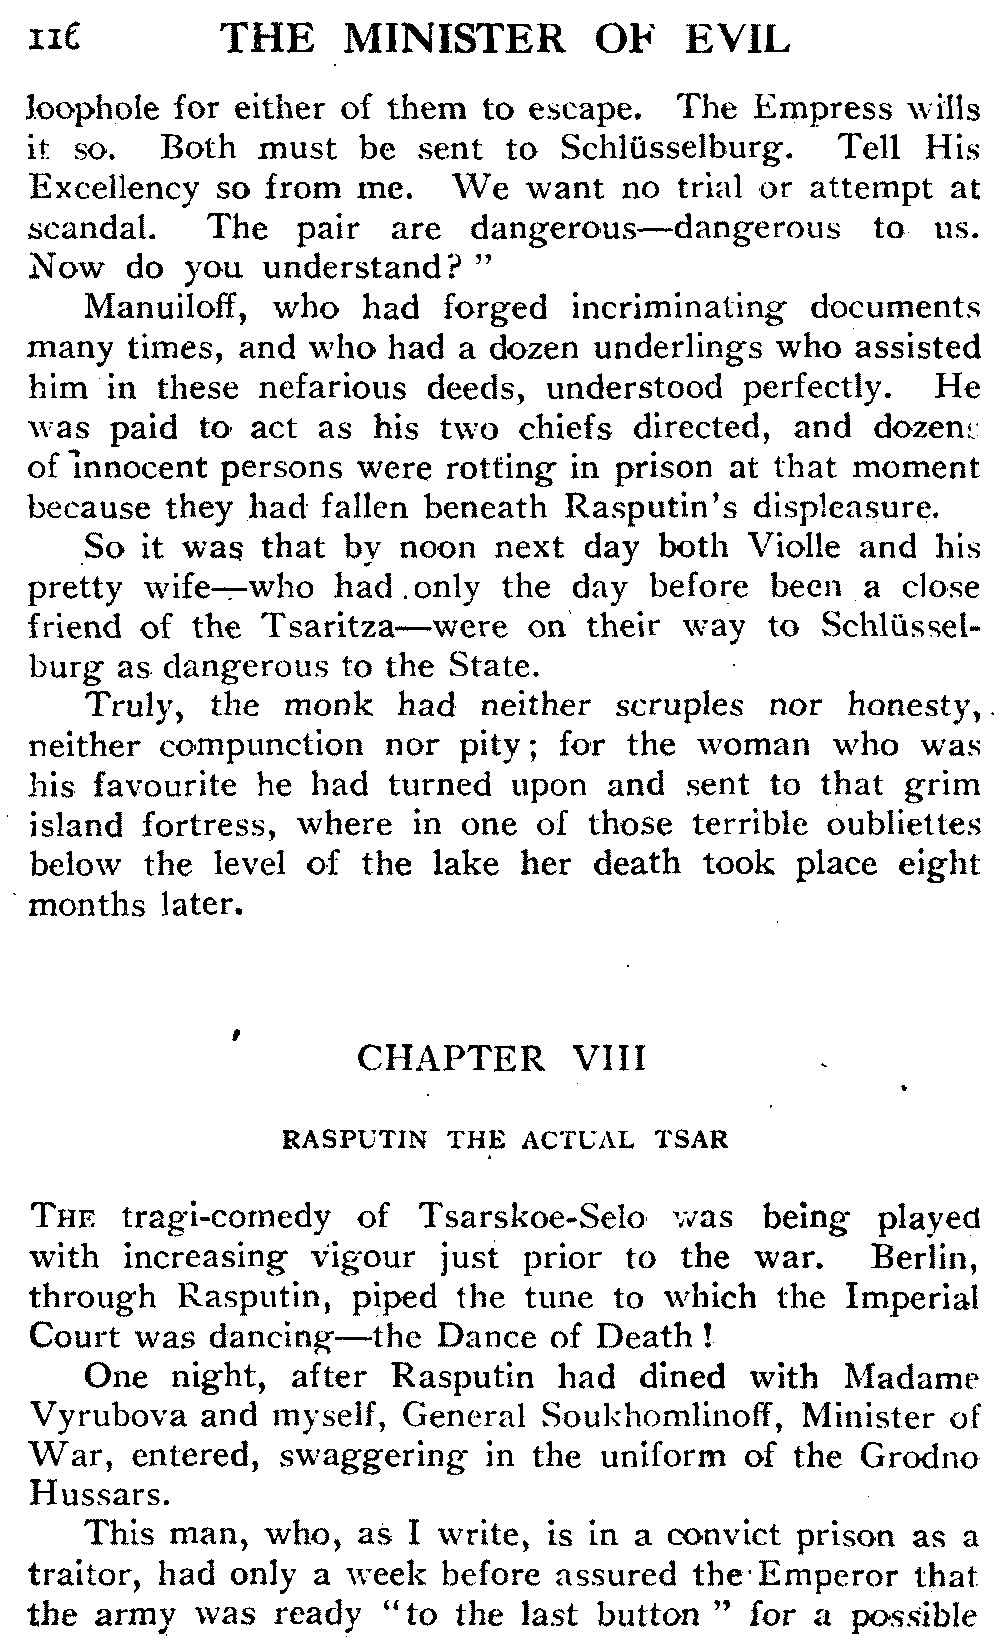 116 THE MINISTER OF EVIL
loophole for either of them to escape. The Empress wills
it so. Both must be sent to Schlüsselburg. Tell His
Excellency so from me. We want no trial or attempt at
scandal. The pair are dangerous—dangerous to us.
Now do you understand? ”
Manuiloff, who had forged incriminating documents
many times, and who had a dozen underlings who assisted
him in these nefarious deeds, understood perfectly. He
was paid to act as his two chiefs directed, and dozens
of innocent persons were rotting in prison at that moment
because they had fallen beneath Rasputin's displeasure.
So it was that by noon next day both Violle and his
pretty wife—who had only the day before been a close
friend of the Tsaritza—were on their way to Schlüssel-
burg as dangerous to the State.
Truly, the monk had neither scruples nor honesty,
neither compunction nor pity; for the woman who was
his favourite he had turned upon and sent to that grim
island fortress, where in one of those terrible oubliettes
below the level of the lake her death took place eight
months later.
CHAPTER VIII
RASPUTIN THE ACTUAL TSAR
THE tragi-comedy of Tsarskoe-Selo was being played
with increasing vigour just prior to the war. Berlin,
through Rasputin, piped the tune to which the Imperial
Court was dancing—the Dance of Death!
One night, after Rasputin had dined with Madame
Vyrubova and myself, General Soukhomlinoff, Minister of
War, entered, swaggering in the uniform of the Grodno
Hussars.
This man, who, as I write, is in a convict prison as a
traitor, had only a week before assured the Emperor that
the army was ready “to the last button ” for a possible